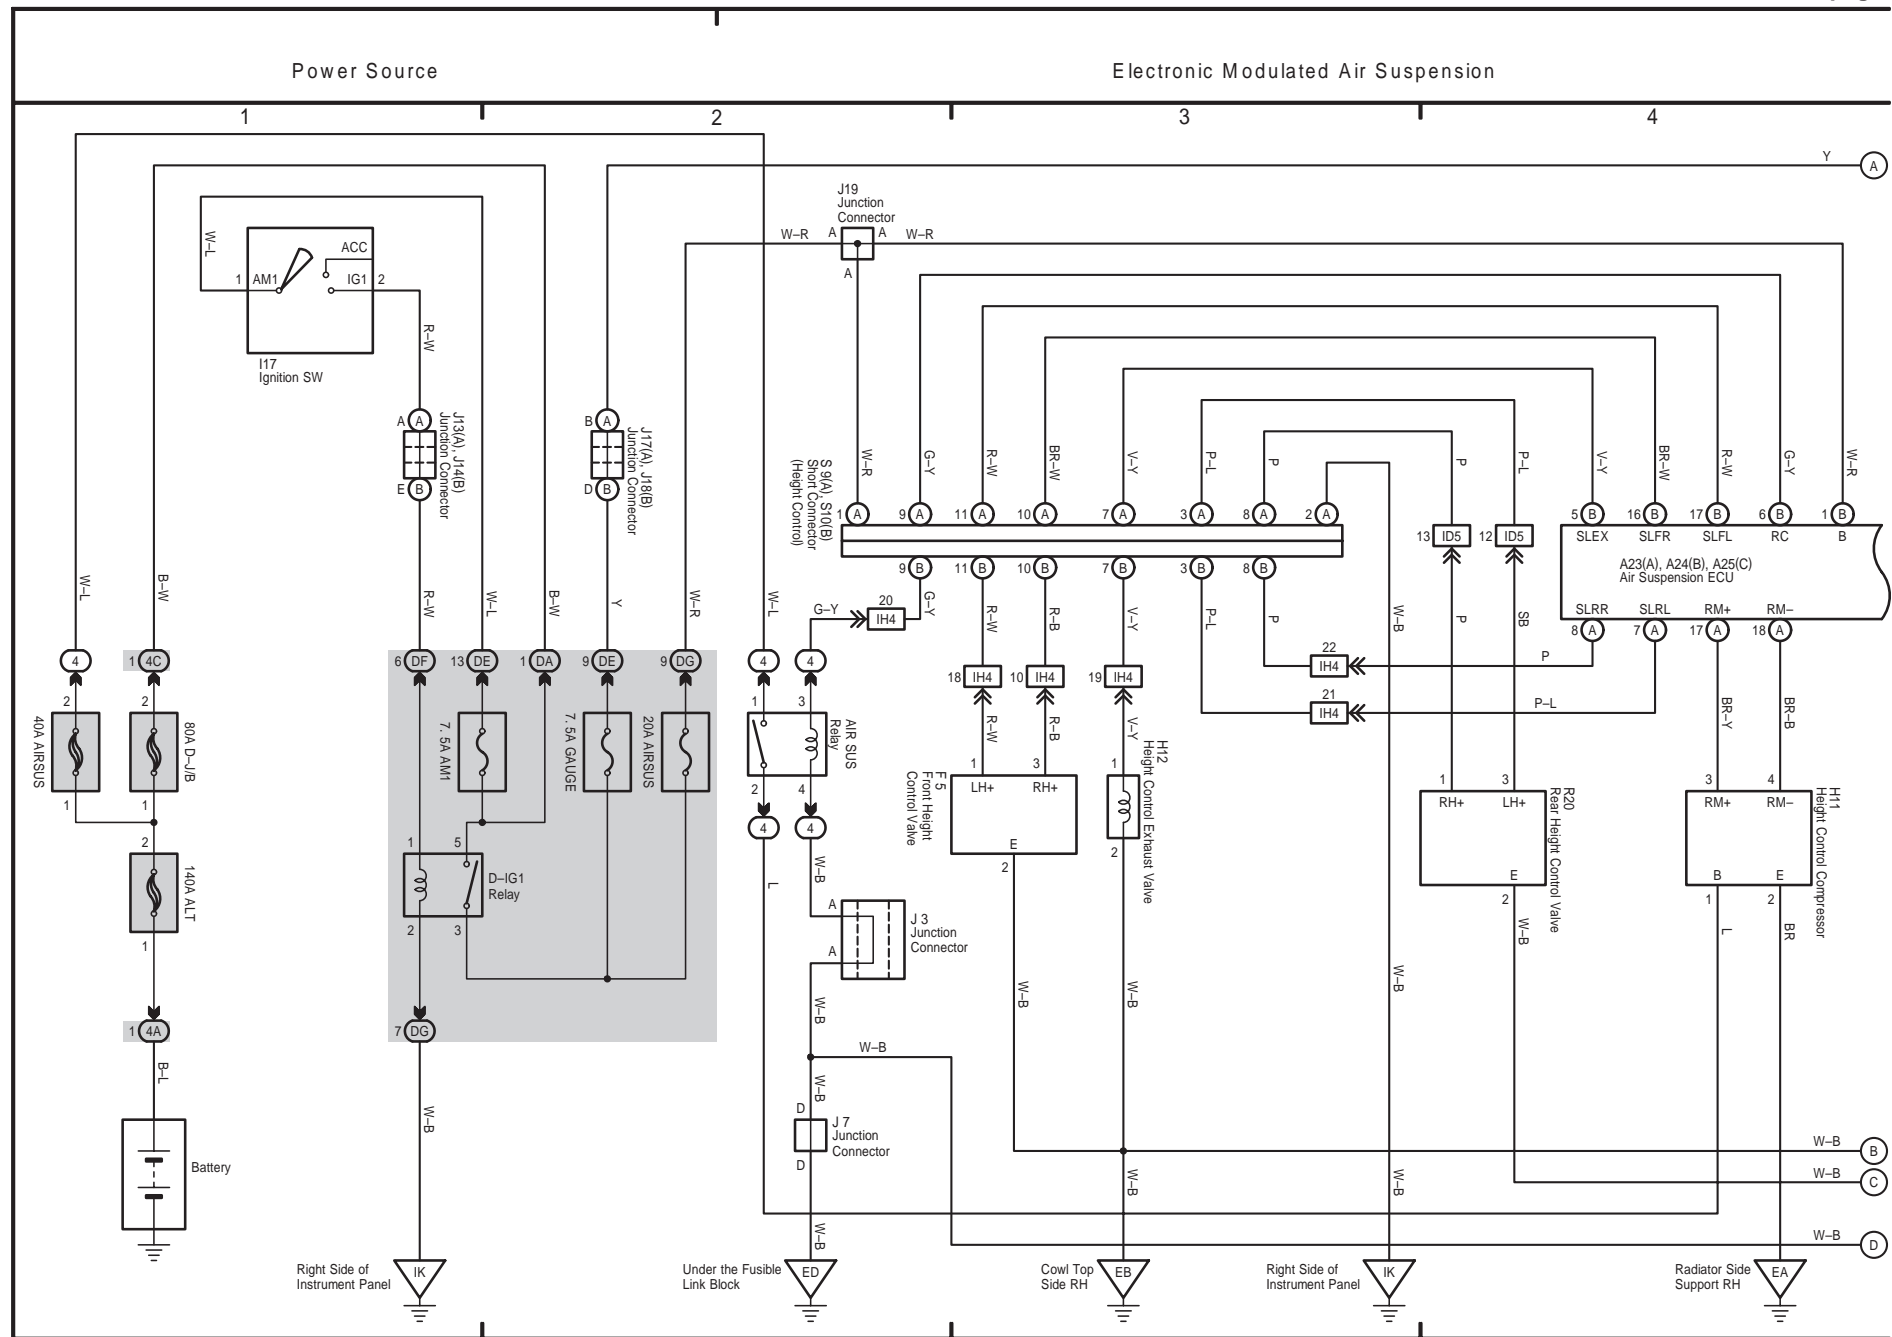 Power Source
Electronic Modulated Air Suspension
1
2
3
4
Y
A
J19
Junction
Connector
W–R
A
A
W–R
A
W–L
ACC
1
AM1
IG1
2
I17
Ignition SW
R–W
A
A
E
B
J13(A), J14(B)
Junction Connector
B
A
D
B
J17(A), J18(B)
Junction Connector
S 9(A), S10(B)
Short Connector
(Height Control)
W–R
G–Y
R–W
BR–W
V–Y
P–L
P
P
P–L
V–Y
BR–W
R–W
G–Y
W–R
1
A
9
A
11
A
10
A
7
A
3
A
8
A
2
A
5
B
16
B
17
B
6
B
1
B
13
ID5
12
ID5
SLEX
SLFR
SLFL
RC
B
A23(A), A24(B), A25(C)
Air Suspension ECU
SLRR
SLRL
RM+
RM–
9
B
11
B
10
B
7
B
3
B
8
B
8
A
7
A
17
A
18
A
W–L
B–W
R–W
W–L
B–W
Y
W–R
W–L
G–Y
20
IH4
G–Y
R–W
R–B
V–Y
P–L
P
W–B
P
SB
4
1
4C
6
DF
13
DE
1
DA
9
DE
9
DG
4
4
22
IH4
P
18
IH4
10
IH4
19
IH4
21
IH4
P–L
2
2
1
3
40A AIRSUS
80A D–J/B
7. 5A AM1
7. 5A GAUGE
20A AIRSUS
AIR SUS
Relay
R–W
R–B
V–Y
BR–Y
BR–B
1
1
2
4
1
3
1
1
3
3
4
F 5
Front Height
Control Valve
LH+
RH+
E
2
H12
Height Control Exhaust Valve
2
RH+
LH+
E
2
R20
Rear Height Control Valve
RM+
RM–
B
E
1
2
H11
Height Control Compressor
4
4
2
140A ALT
1
1
5
D–IG1
Relay
2
3
L
W–B
A
A
J 3
Junction
Connector
W–B
L
BR
W–B
W–B
W–B
W–B
1
4A
7
DG
B–L
W–B
W–B
W–B
D
D
J 7
Junction
Connector
Battery
W–B
B
W–B
C
W–B
W–B
W–B
W–B
D
Right Side of
Instrument Panel
IK
Under the Fusible
Link Block
ED
Cowl Top
Side RH
EB
Right Side of
Instrument Panel
IK
Radiator Side
Support RH
EA